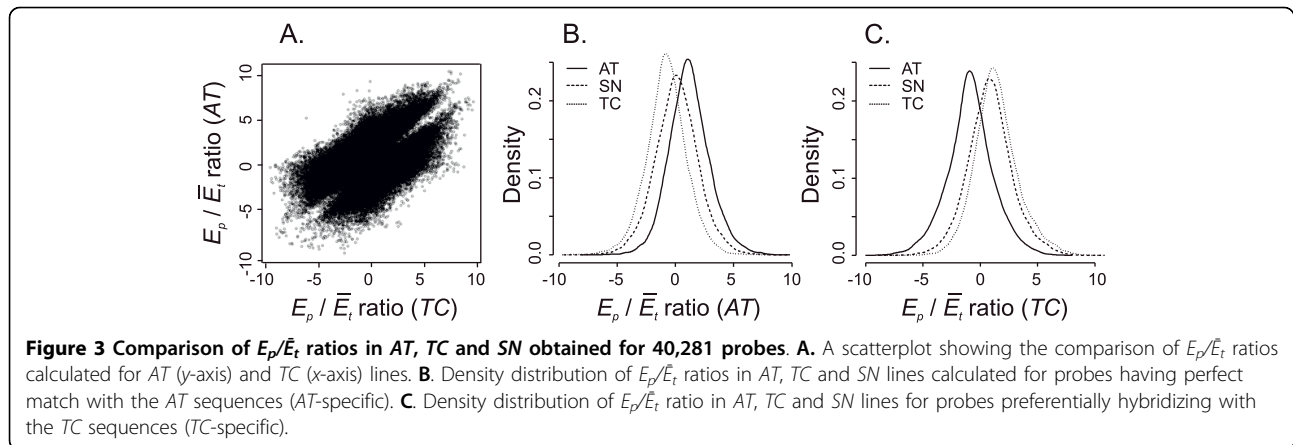 A.
B.
C.
10
5
0
-5
-10
E_p / Ē_t ratio (AT)
-10 -5 0 5 10
E_p / Ē_t ratio (TC)
AT
SN
TC
0.2
0.1
0.0
Density
-10 -5 0 5 10
E_p / Ē_t ratio (AT)
AT
SN
TC
0.2
0.1
0.0
Density
-10 -5 0 5 10
E_p / Ē_t ratio (TC)
Figure 3 Comparison of E_p/Ē_t ratios in AT, TC and SN obtained for 40,281 probes. A. A scatterplot showing the comparison of E_p/Ē_t ratios
calculated for AT (y-axis) and TC (x-axis) lines. B. Density distribution of E_p/Ē_t ratios in AT, TC and SN lines calculated for probes having perfect
match with the AT sequences (AT-specific). C. Density distribution of E_p/Ē_t ratio in AT, TC and SN lines for probes preferentially hybridizing with
the TC sequences (TC-specific).